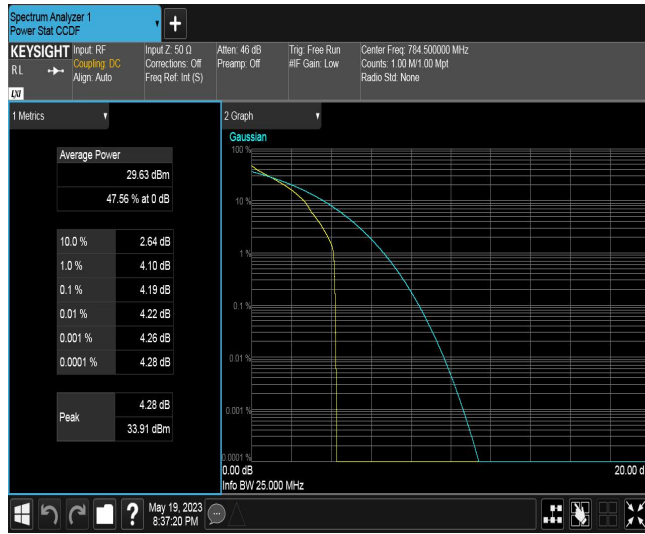 Spectrum Analyzer 1
Power Stat CCDF
+
KEYSIGHT
RL
LXI
Input: RF
Coupling: DC
Align: Auto
Input Z: 50 Ω
Corrections: Off
Freq Ref: Int (S)
Atten: 46 dB
Preamp: Off
Trig: Free Run
#IF Gain: Low
Center Freq: 784.500000 MHz
Counts: 1.00 M/1.00 Mpt
Radio Std: None
1 Metrics
Average Power
29.63 dBm
47.56 % at 0 dB
10.0 % 2.64 dB
1.0 % 4.10 dB
0.1 % 4.19 dB
0.01 % 4.22 dB
0.001 % 4.26 dB
0.0001 % 4.28 dB
Peak
4.28 dB
33.91 dBm
2 Graph
Gaussian
100 %
10 %
1 %
0.1 %
0.01 %
0.001 %
0.0001 %
0.00 dB 20.00 d
Info BW 25.000 MHz
?
May 19, 2023
8:37:20 PM